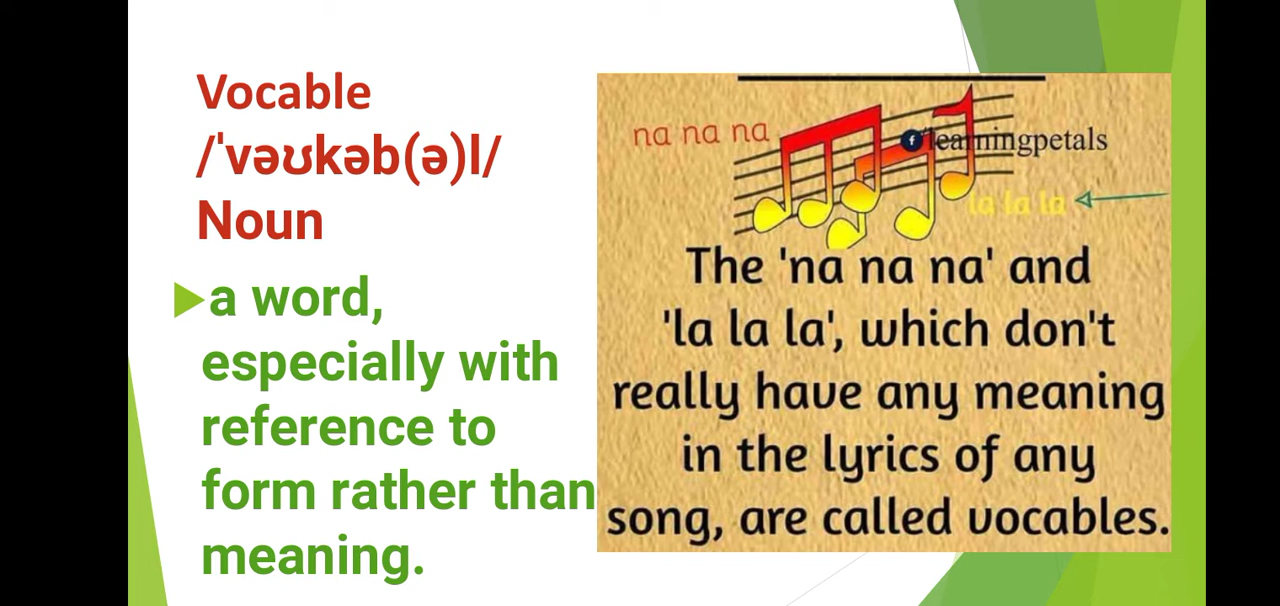 Vocable
/ˈvəʊkəb(ə)l/
Noun
a word,
especially with
reference to
form rather than
meaning.
na na na
learningpetals
la la la
The 'na na na' and
'la la la', which don't
really have any meaning
in the lyrics of any
song, are called vocables.